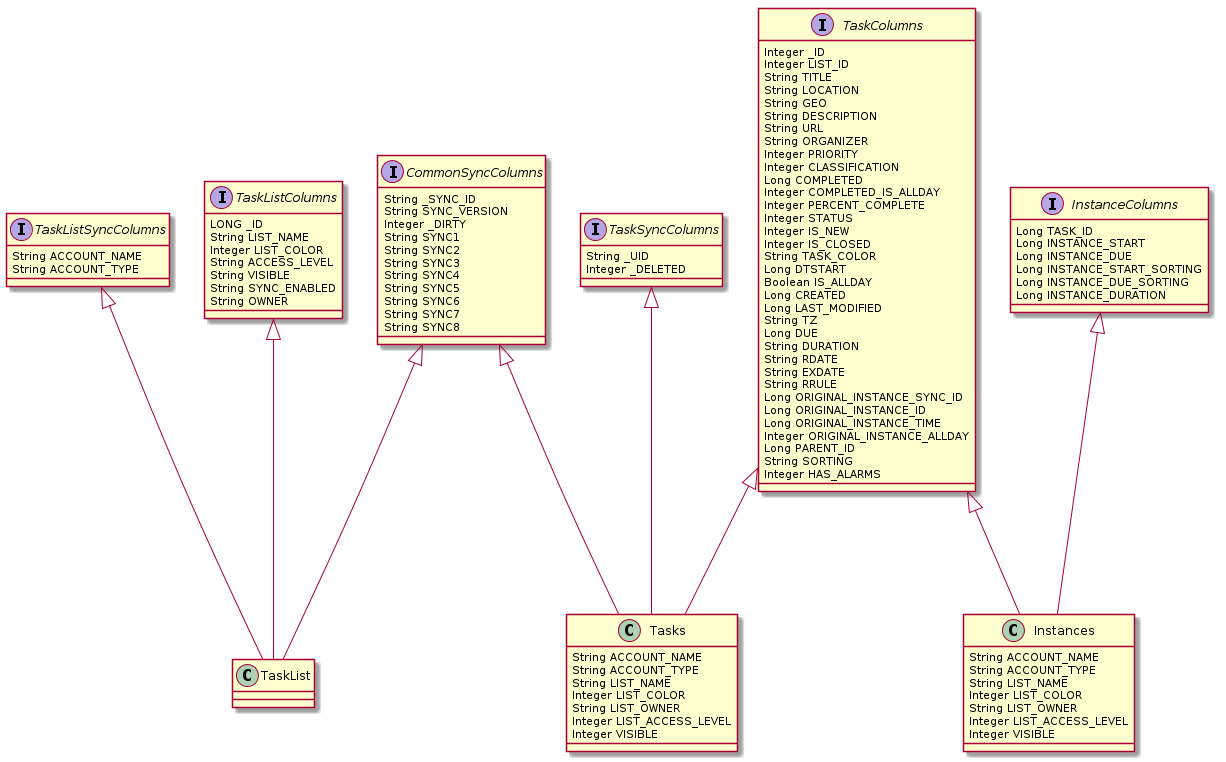 I TaskColumns
Integer _ID
Integer LIST_ID
String TITLE
String LOCATION
String GEO
String DESCRIPTION
String URL
String ORGANIZER
Integer PRIORITY
Integer CLASSIFICATION
Long COMPLETED
Integer COMPLETED_IS_ALLDAY
Integer PERCENT_COMPLETE
Integer STATUS
Integer IS_NEW
Integer IS_CLOSED
String TASK_COLOR
Long DTSTART
Boolean IS_ALLDAY
Long CREATED
Long LAST_MODIFIED
String TZ
Long DUE
String DURATION
String RDATE
String EXDATE
String RRULE
Long ORIGINAL_INSTANCE_SYNC_ID
Long ORIGINAL_INSTANCE_ID
Long ORIGINAL_INSTANCE_TIME
Integer ORIGINAL_INSTANCE_ALLDAY
Long PARENT_ID
String SORTING
Integer HAS_ALARMS
I TaskListSyncColumns
String ACCOUNT_NAME
String ACCOUNT_TYPE
I TaskListColumns
LONG _ID
String LIST_NAME
Integer LIST_COLOR
String ACCESS_LEVEL
String VISIBLE
String SYNC_ENABLED
String OWNER
I CommonSyncColumns
String _SYNC_ID
String SYNC_VERSION
Integer _DIRTY
String SYNC1
String SYNC2
String SYNC3
String SYNC4
String SYNC5
String SYNC6
String SYNC7
String SYNC8
I TaskSyncColumns
String _UID
Integer _DELETED
I InstanceColumns
Long TASK_ID
Long INSTANCE_START
Long INSTANCE_DUE
Long INSTANCE_START_SORTING
Long INSTANCE_DUE_SORTING
Long INSTANCE_DURATION
C TaskList
C Tasks
String ACCOUNT_NAME
String ACCOUNT_TYPE
String LIST_NAME
Integer LIST_COLOR
String LIST_OWNER
Integer LIST_ACCESS_LEVEL
Integer VISIBLE
C Instances
String ACCOUNT_NAME
String ACCOUNT_TYPE
String LIST_NAME
Integer LIST_COLOR
String LIST_OWNER
Integer LIST_ACCESS_LEVEL
Integer VISIBLE